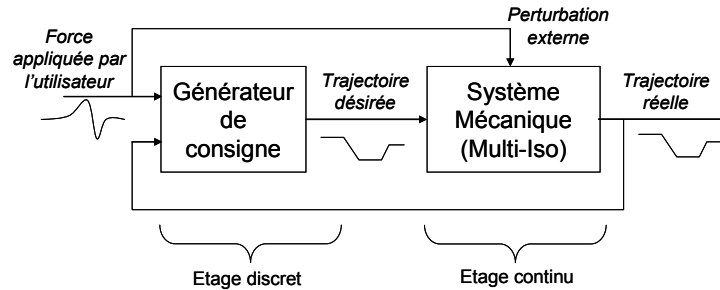 Force
appliquée par
l'utilisateur
Générateur
de
consigne
Trajectoire
désirée
Perturbation
externe
Système
Mécanique
(Multi-Iso)
Trajectoire
réelle
Etage discret
Etage continu